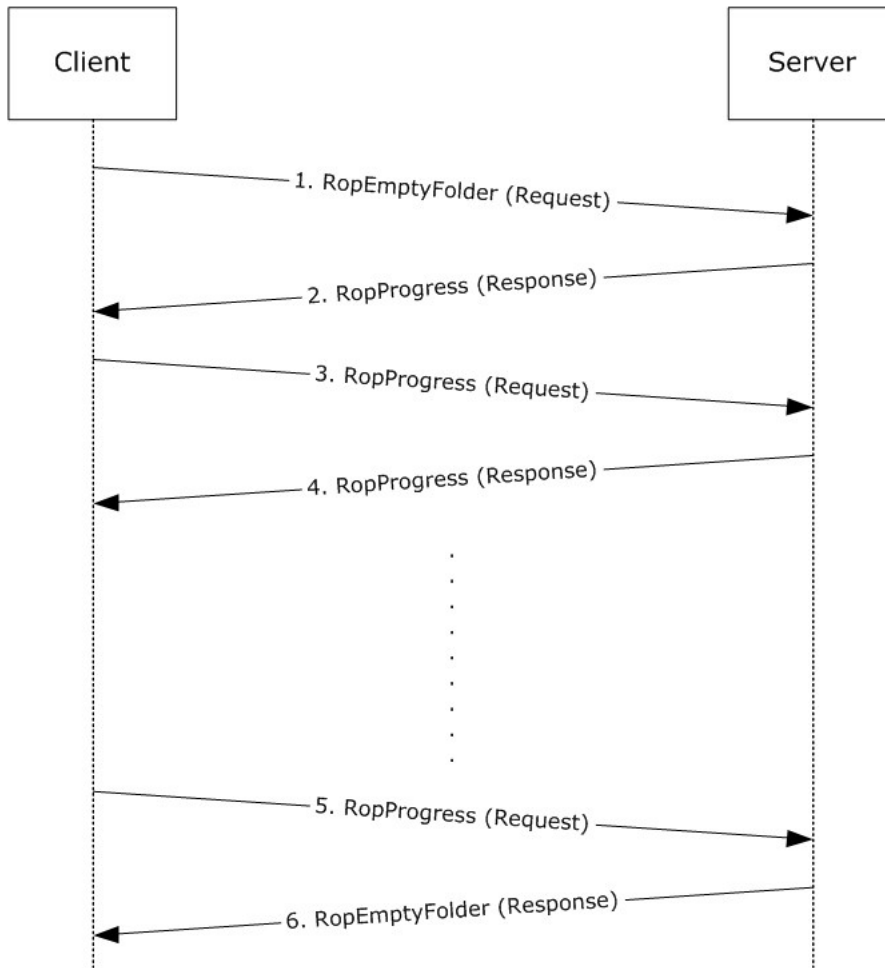 Client
Server
1. RopEmptyFolder (Request)
2. RopProgress (Response)
3. RopProgress (Request)
4. RopProgress (Response)
5. RopProgress (Request)
6. RopEmptyFolder (Response)